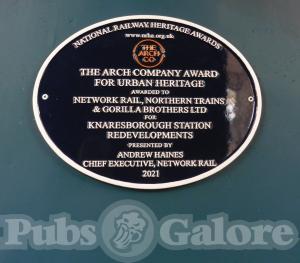 NATIONAL RAILWAY HERITAGE AWARDS
www.nrha.org.uk
THE
ARCH
CO
THE ARCH COMPANY AWARD
FOR URBAN HERITAGE
AWARDED TO
NETWORK RAIL, NORTHERN TRAINS
& GORILLA BROTHERS LTD
FOR
KNARESBOROUGH STATION
REDEVELOPMENTS
PRESENTED BY
ANDREW HAINES
CHIEF EXECUTIVE, NETWORK RAIL
2021
Pubs Galore